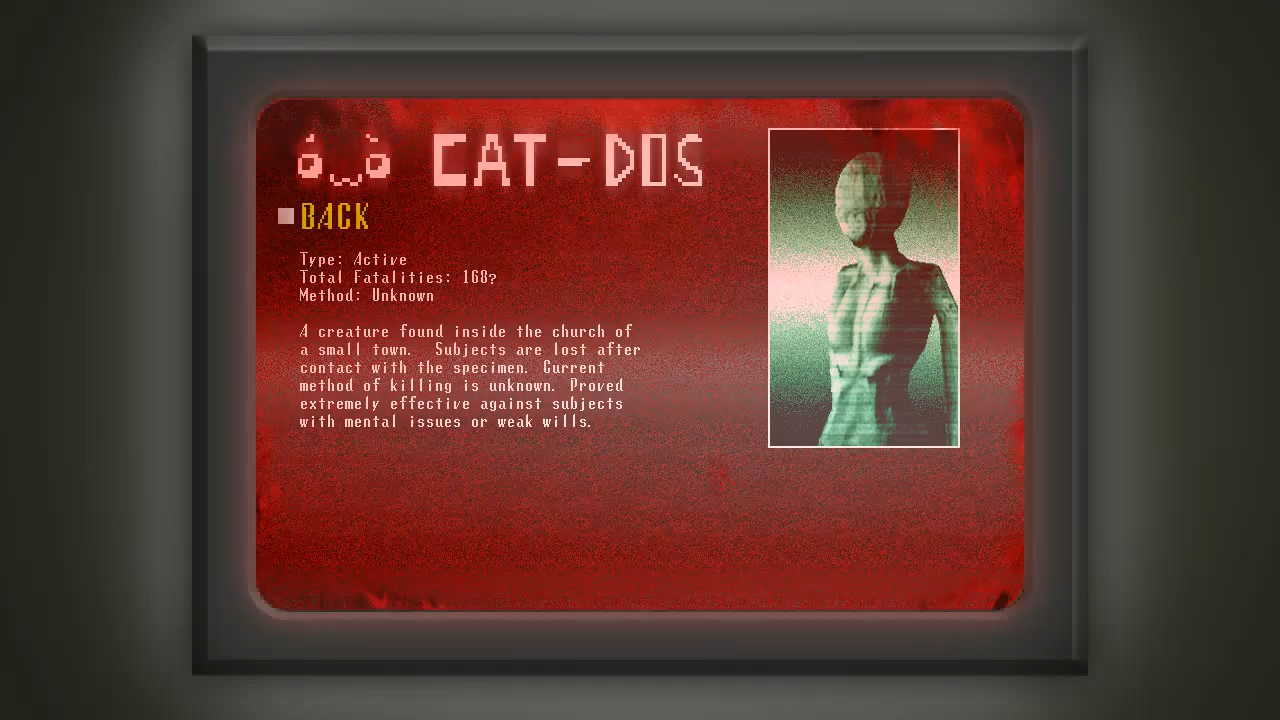 CAT-DOS
BACK
Type: Active
Total Fatalities: 168?
Method: Unknown
A creature found inside the church of
a small town. Subjects are lost after
contact with the specimen. Current
method of killing is unknown. Proved
extremely effective against subjects
with mental issues or weak wills.